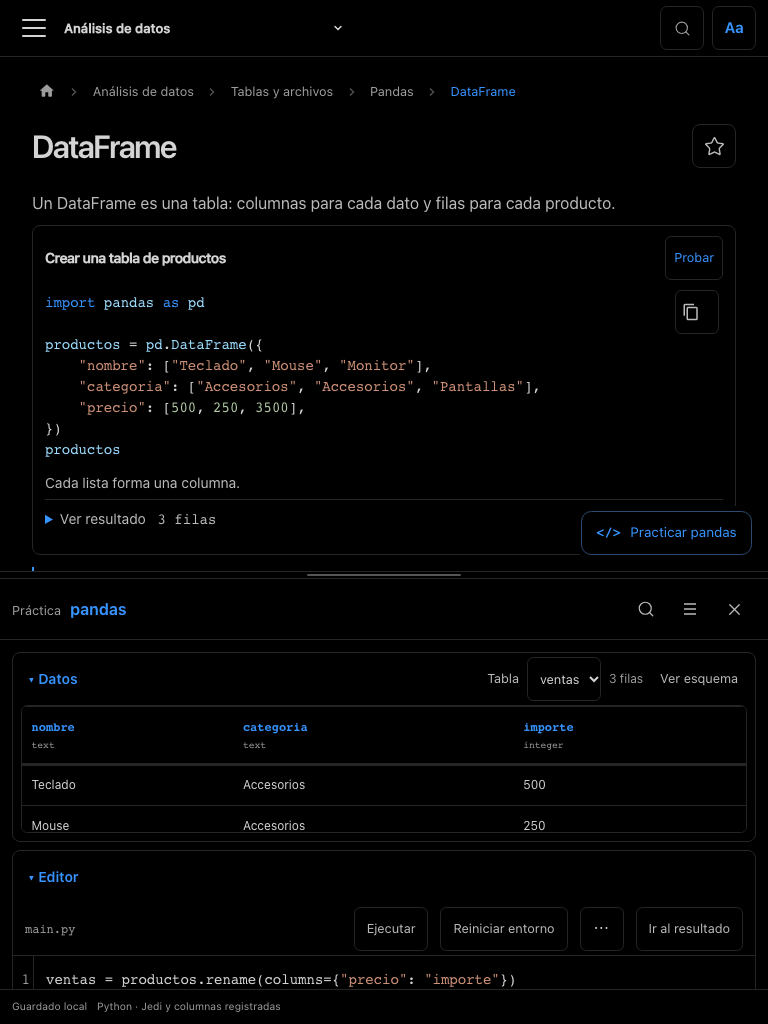 Análisis de datos
Aa
Análisis de datos > Tablas y archivos > Pandas > DataFrame
DataFrame
Un DataFrame es una tabla: columnas para cada dato y filas para cada producto.
Crear una tabla de productos
Probar
import pandas as pd
productos = pd.DataFrame({
    "nombre": ["Teclado", "Mouse", "Monitor"],
    "categoria": ["Accesorios", "Accesorios", "Pantallas"],
    "precio": [500, 250, 3500],
})
productos
Cada lista forma una columna.
Ver resultado 3 filas
</> Practicar pandas
Práctica pandas
Datos
Tabla ventas 3 filas Ver esquema
nombre categoria importe
text text integer
Teclado Accesorios 500
Mouse Accesorios 250
Editor
main.py Ejecutar Reiniciar entorno ··· Ir al resultado
1 ventas = productos.rename(columns={"precio": "importe"})
Guardado local Python · Jedi y columnas registradas